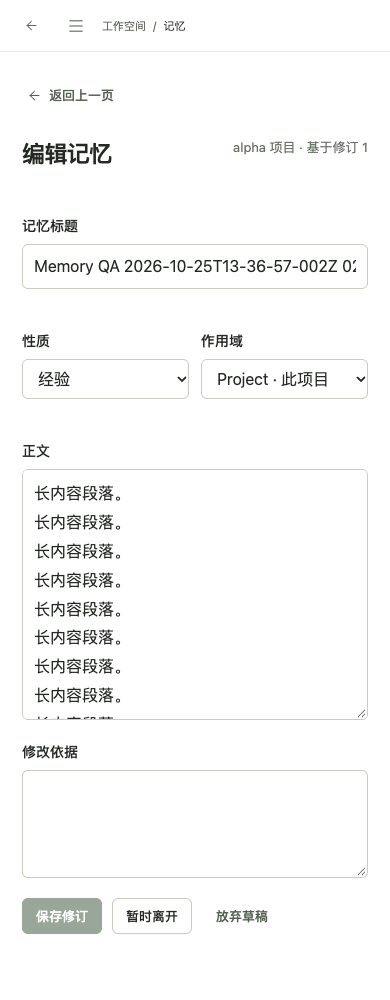 工作空间 / 记忆
返回上一页
编辑记忆
alpha 项目 · 基于修订 1
记忆标题
Memory QA 2026-10-25T13-36-57-002Z 02
性质
作用域
经验
Project · 此项目
正文
长内容段落。
长内容段落。
长内容段落。
长内容段落。
长内容段落。
长内容段落。
长内容段落。
长内容段落。
修改依据
保存修订
暂时离开
放弃草稿